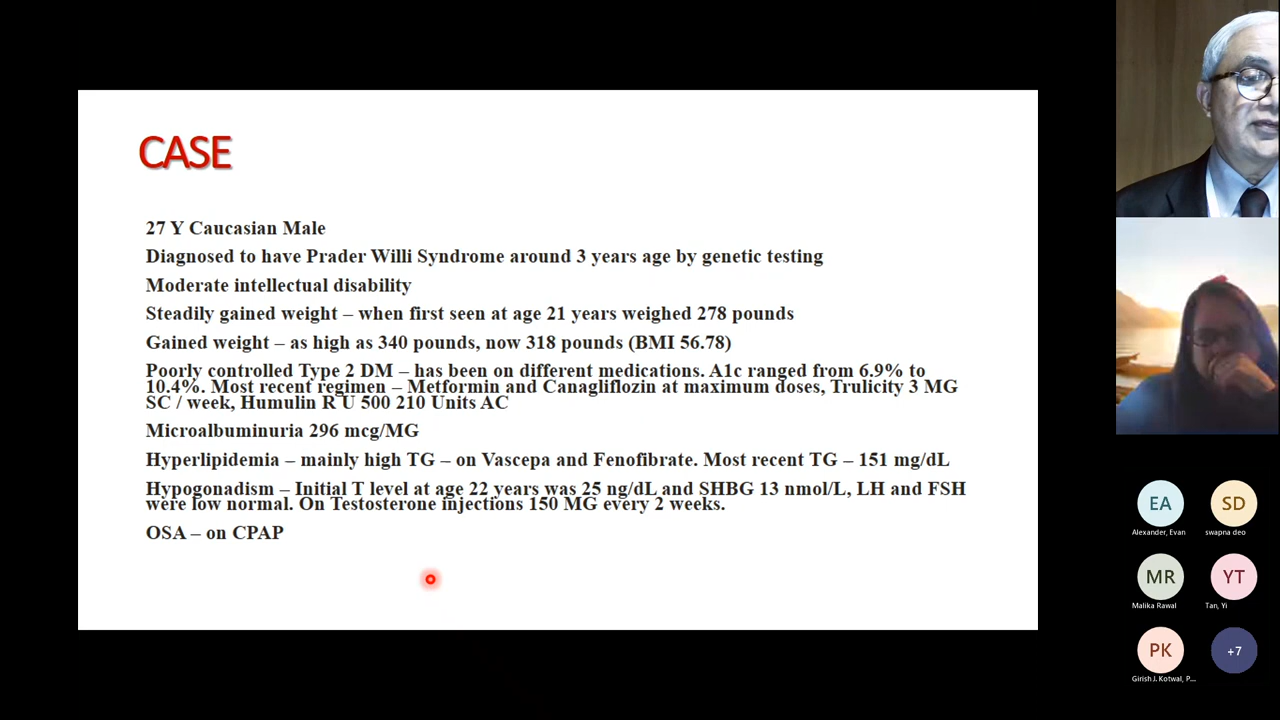 CASE
27 Y Caucasian Male
Diagnosed to have Prader Willi Syndrome around 3 years age by genetic testing
Moderate intellectual disability
Steadily gained weight – when first seen at age 21 years weighed 278 pounds
Gained weight – as high as 340 pounds, now 318 pounds (BMI 56.78)
Poorly controlled Type 2 DM – has been on different medications. A1c ranged from 6.9% to
10.4%. Most recent regimen – Metformin and Canagliflozin at maximum doses, Trulicity 3 MG
SC / week, Humulin R U 500 210 Units AC
Microalbuminuria 296 mcg/MG
Hyperlipidemia – mainly high TG – on Vascepa and Fenofibrate. Most recent TG – 151 mg/dL
Hypogonadism – Initial T level at age 22 years was 25 ng/dL and SHBG 13 nmol/L, LH and FSH
were low normal. On Testosterone injections 150 MG every 2 weeks.
OSA – on CPAP
EA
Alexander, Evan
SD
swapna deo
MR
Malika Rawal
YT
Tan, Yi
PK
Girish J. Kotwal, P...
+7